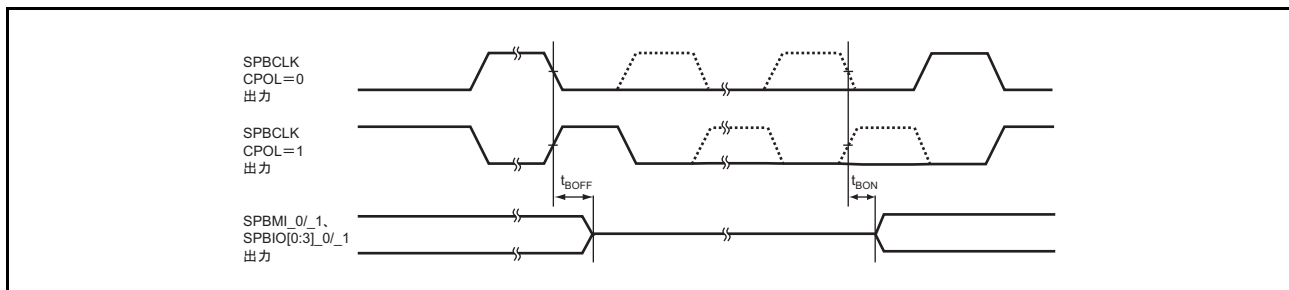 SPBCLK
CPOL=0
出力
SPBCLK
CPOL=1
出力
tBOFF
tBON
SPBMI_0/_1、
SPBIO[0:3]_0/_1
出力